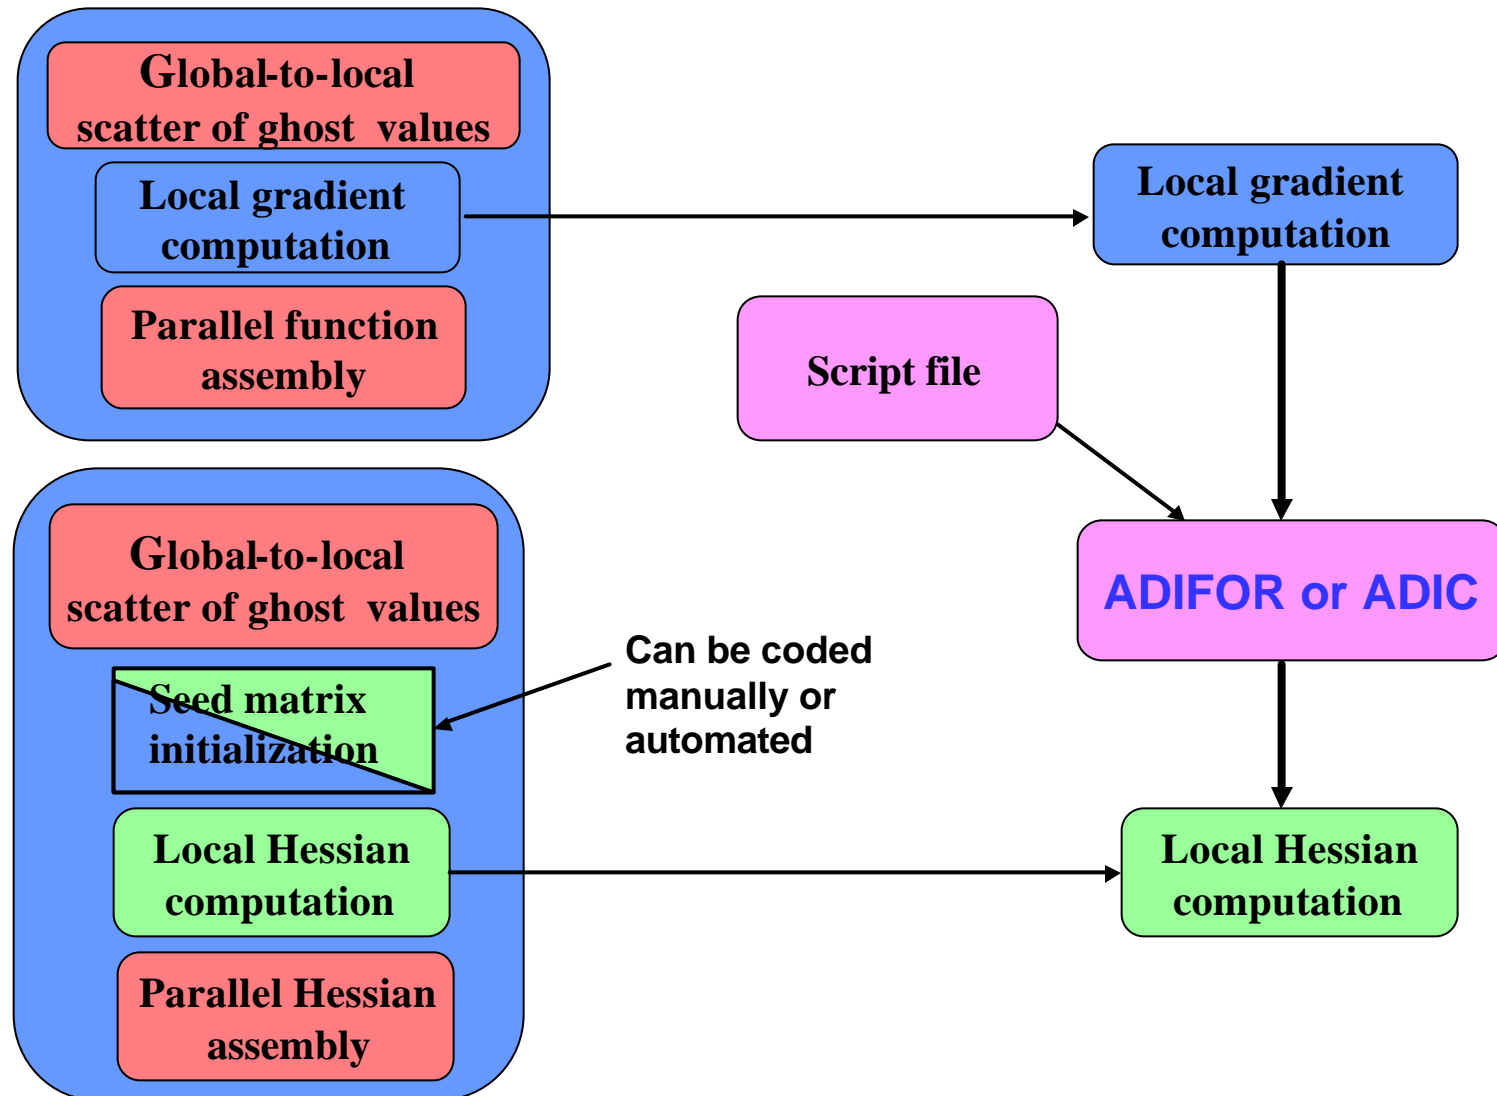 Global-to-local
scatter of ghost values
Local gradient
computation
Parallel function
assembly
Local gradient
computation
Script file
ADIFOR or ADIC
Global-to-local
scatter of ghost values
Seed matrix
initialization
Can be coded
manually or
automated
Local Hessian
computation
Local Hessian
computation
Parallel Hessian
assembly